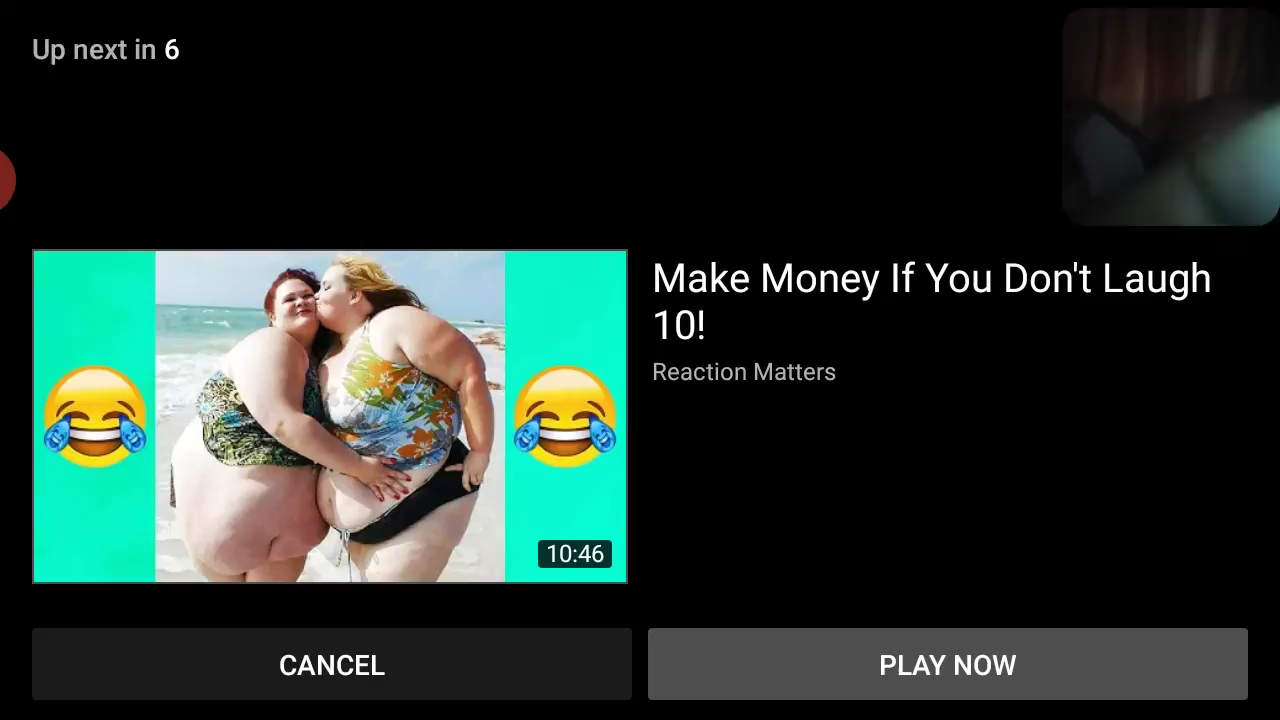 Up next in 6
Make Money If You Don't Laugh
10!
Reaction Matters
10:46
CANCEL
PLAY NOW